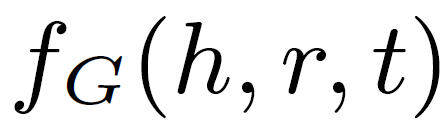 f_G(h, r, t)